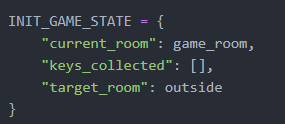 INIT_GAME_STATE = {
    "current_room": game_room,
    "keys_collected": [],
    "target_room": outside
}